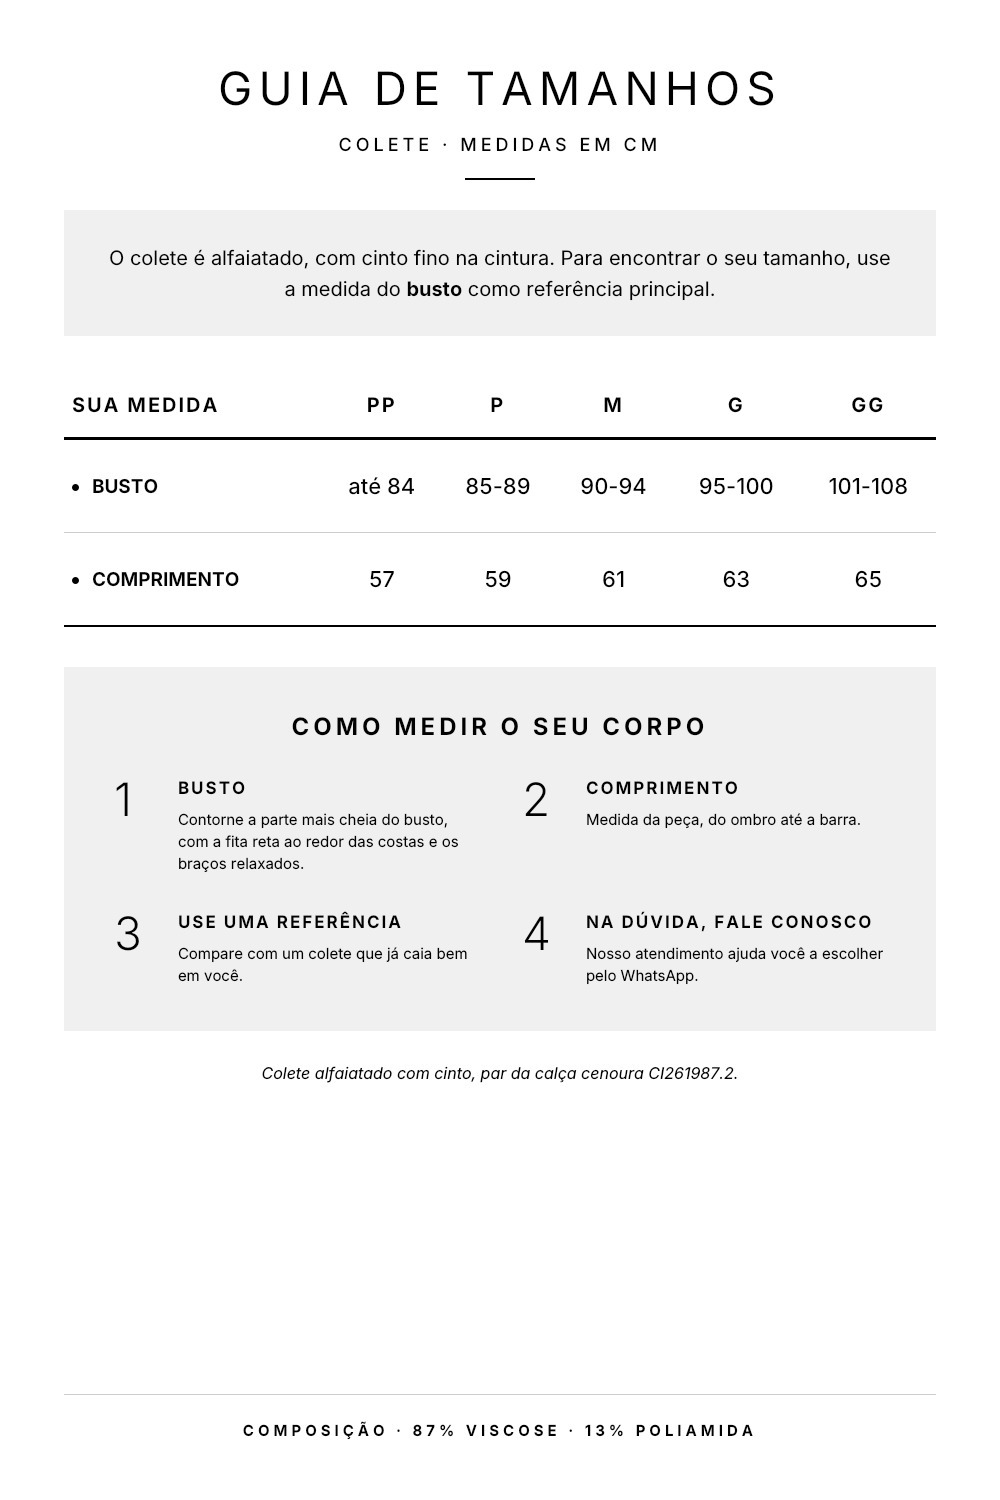 GUIA DE TAMANHOS
COLETE · MEDIDAS EM CM
O colete é alfaiatado, com cinto fino na cintura. Para encontrar o seu tamanho, use
a medida do busto como referência principal.
SUA MEDIDA PP P M G GG
• BUSTO até 84 85-89 90-94 95-100 101-108
• COMPRIMENTO 57 59 61 63 65
COMO MEDIR O SEU CORPO
1 BUSTO
Contorne a parte mais cheia do busto,
com a fita reta ao redor das costas e os
braços relaxados.
2 COMPRIMENTO
Medida da peça, do ombro até a barra.
3 USE UMA REFERÊNCIA
Compare com um colete que já caia bem
em você.
4 NA DÚVIDA, FALE CONOSCO
Nosso atendimento ajuda você a escolher
pelo WhatsApp.
Colete alfaiatado com cinto, par da calça cenoura CI261987.2.
COMPOSIÇÃO · 87% VISCOSE · 13% POLIAMIDA